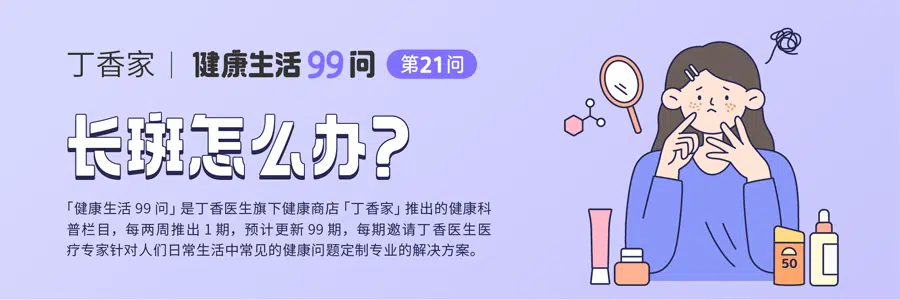 丁香家｜健康生活99问 第21问
长斑怎么办?
「健康生活 99 问」是丁香医生旗下健康商店「丁香家」推出的健康科
普栏目，每两周推出 1 期，预计更新 99 期，每期邀请丁香医生医
疗专家针对人们日常生活中常见的健康问题定制专业的解决方案。
50